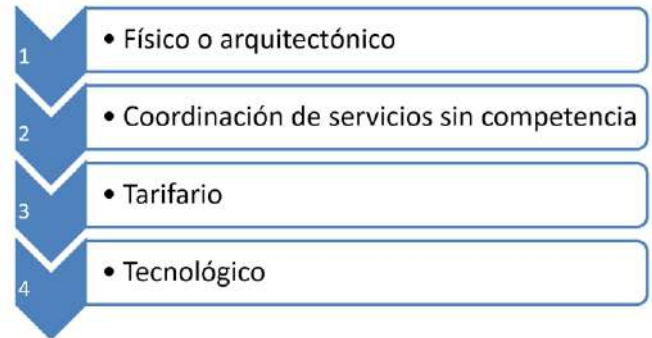 1 • Físico o arquitectónico
2 • Coordinación de servicios sin competencia
3 • Tarifario
4 • Tecnológico